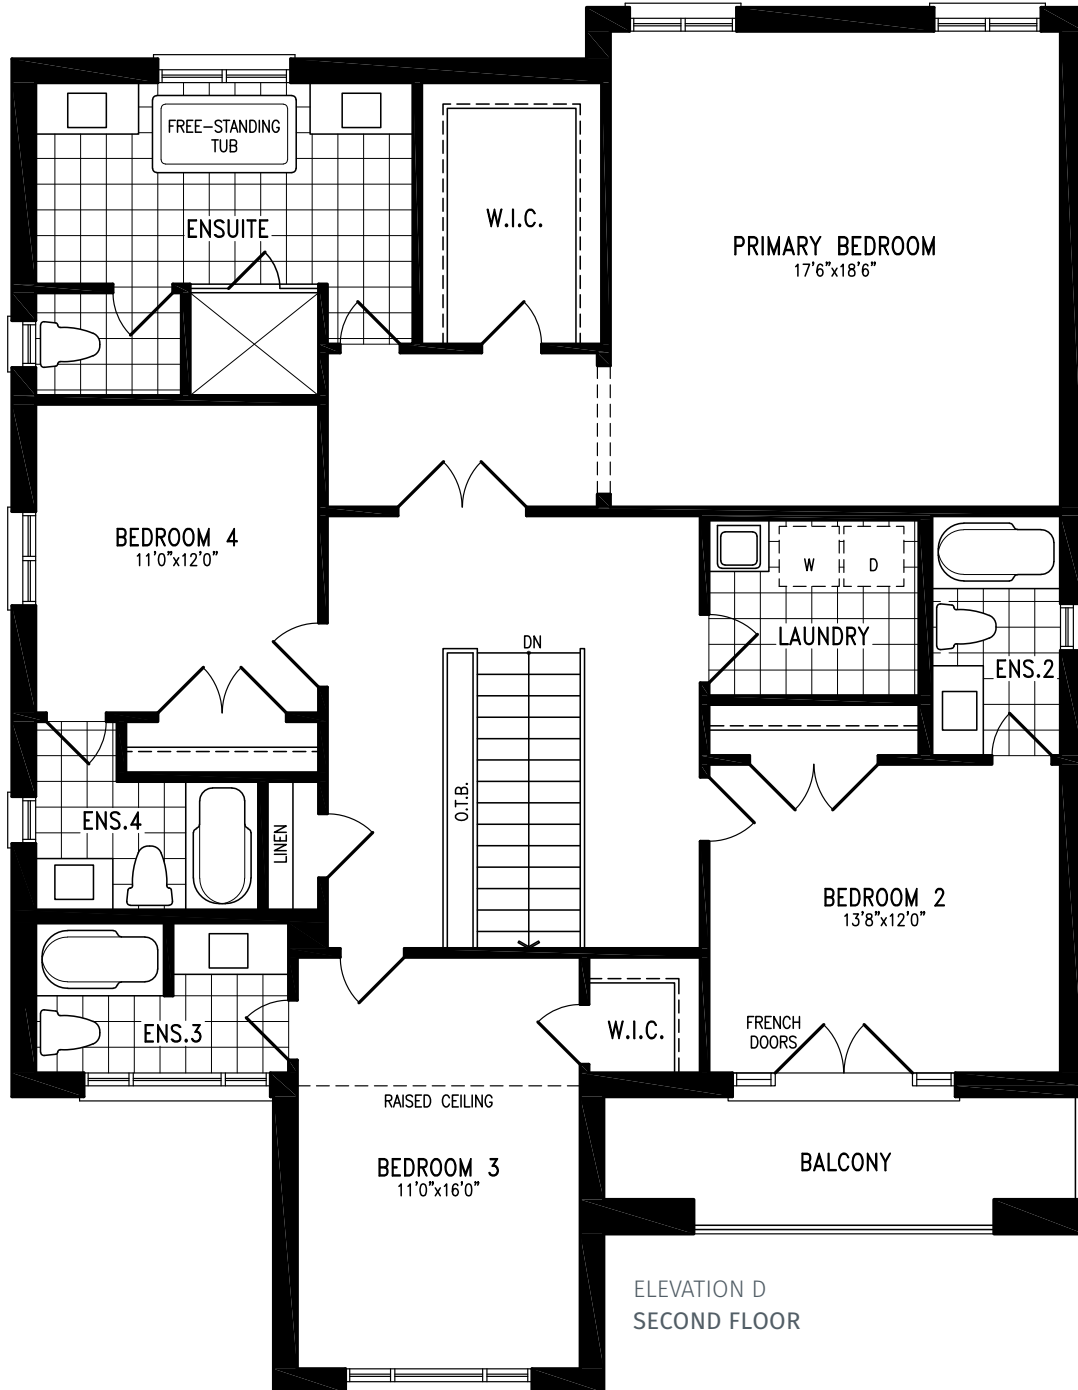 FREE-STANDING
TUB
ENSUITE
W.I.C.
PRIMARY BEDROOM
17'6"x18'6"
BEDROOM 4
11'0"x12'0"
W
D
LAUNDRY
ENS.2
DN
O.T.B.
ENS.4
LINEN
BEDROOM 2
13'8"x12'0"
ENS.3
W.I.C.
FRENCH
DOORS
RAISED CEILING
BEDROOM 3
11'0"x16'0"
BALCONY
ELEVATION D
SECOND FLOOR